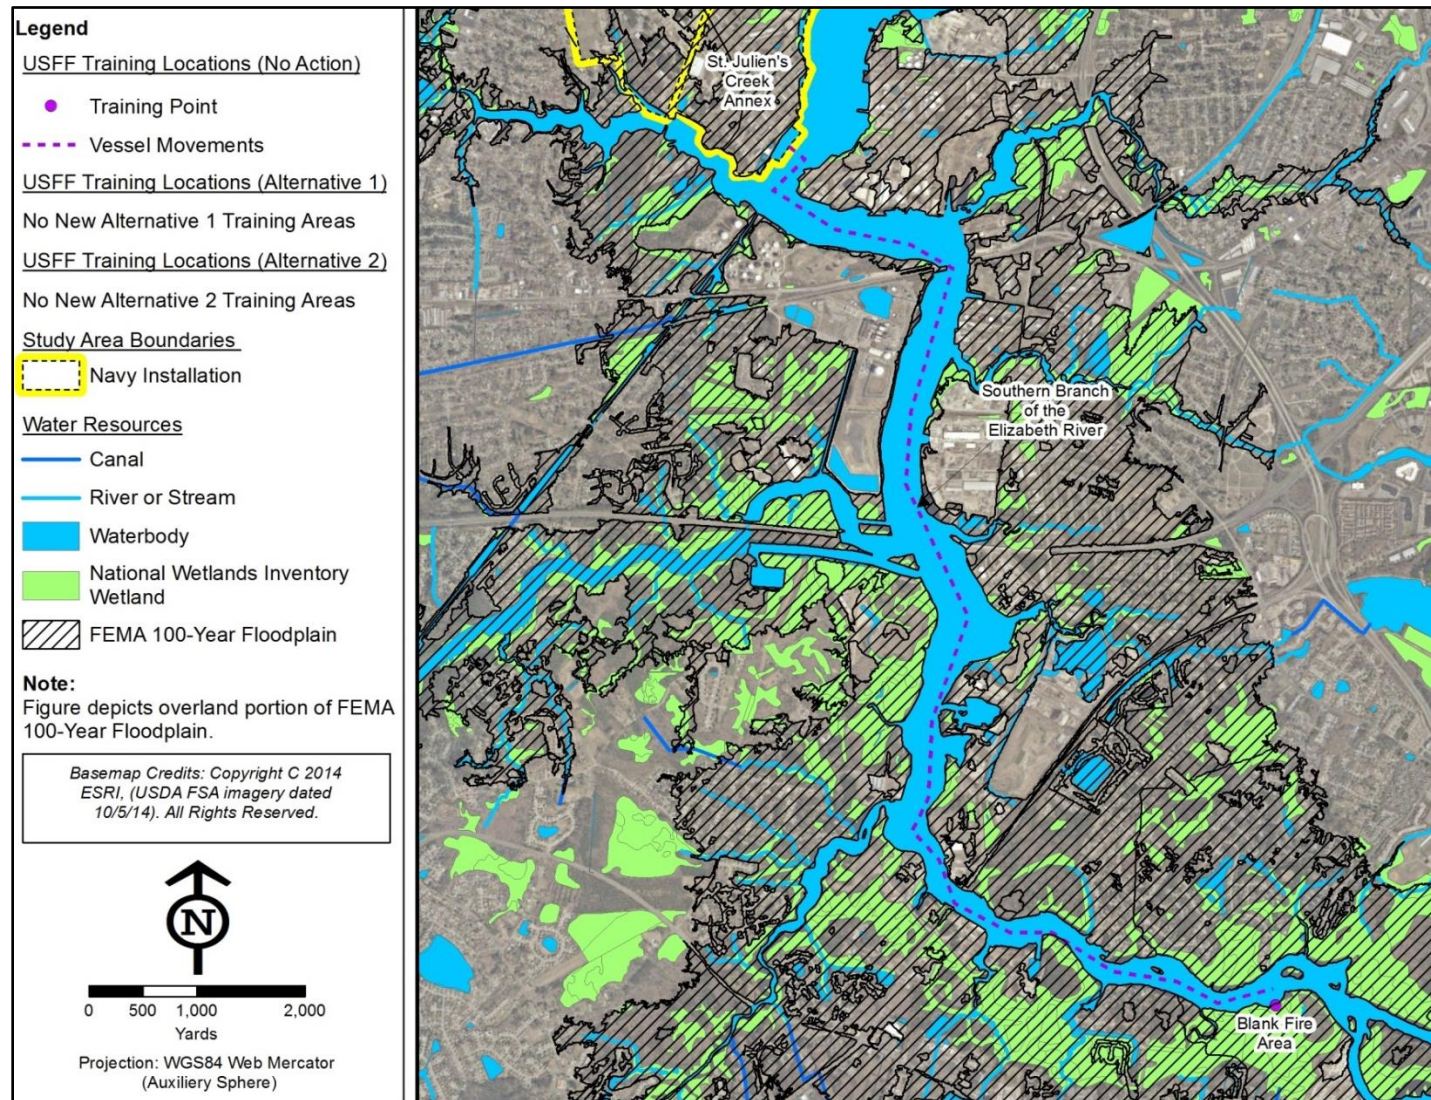 Legend
USFF Training Locations (No Action)
Training Point
Vessel Movements
USFF Training Locations (Alternative 1)
No New Alternative 1 Training Areas
USFF Training Locations (Alternative 2)
No New Alternative 2 Training Areas
Study Area Boundaries
Navy Installation
Water Resources
Canal
River or Stream
Waterbody
National Wetlands Inventory
Wetland
FEMA 100-Year Floodplain
Note:
Figure depicts overland portion of FEMA
100-Year Floodplain.
Basemap Credits: Copyright C 2014
ESRI, (USDA FSA imagery dated
10/5/14). All Rights Reserved.
N
0 500 1,000 2,000
Yards
Projection: WGS84 Web Mercator
(Auxiliery Sphere)
St. Julien's
Creek
Annex
Southern Branch
of the
Elizabeth River
Blank Fire
Area